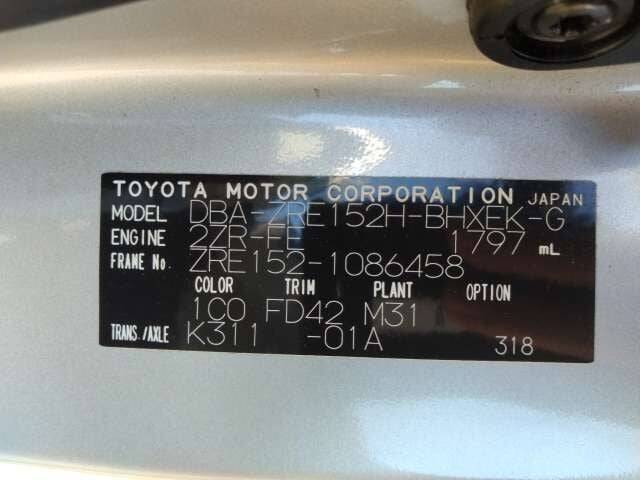 TOYOTA MOTOR CORPORATION JAPAN
MODEL DBA-ZRE152H-BHXEK-G
ENGINE 2ZR-FE 1797 mL
FRAME No. ZRE152-1086458
COLOR TRIM PLANT OPTION
1C0 FD42 M31
TRANS./AXLE K311 -01A 318